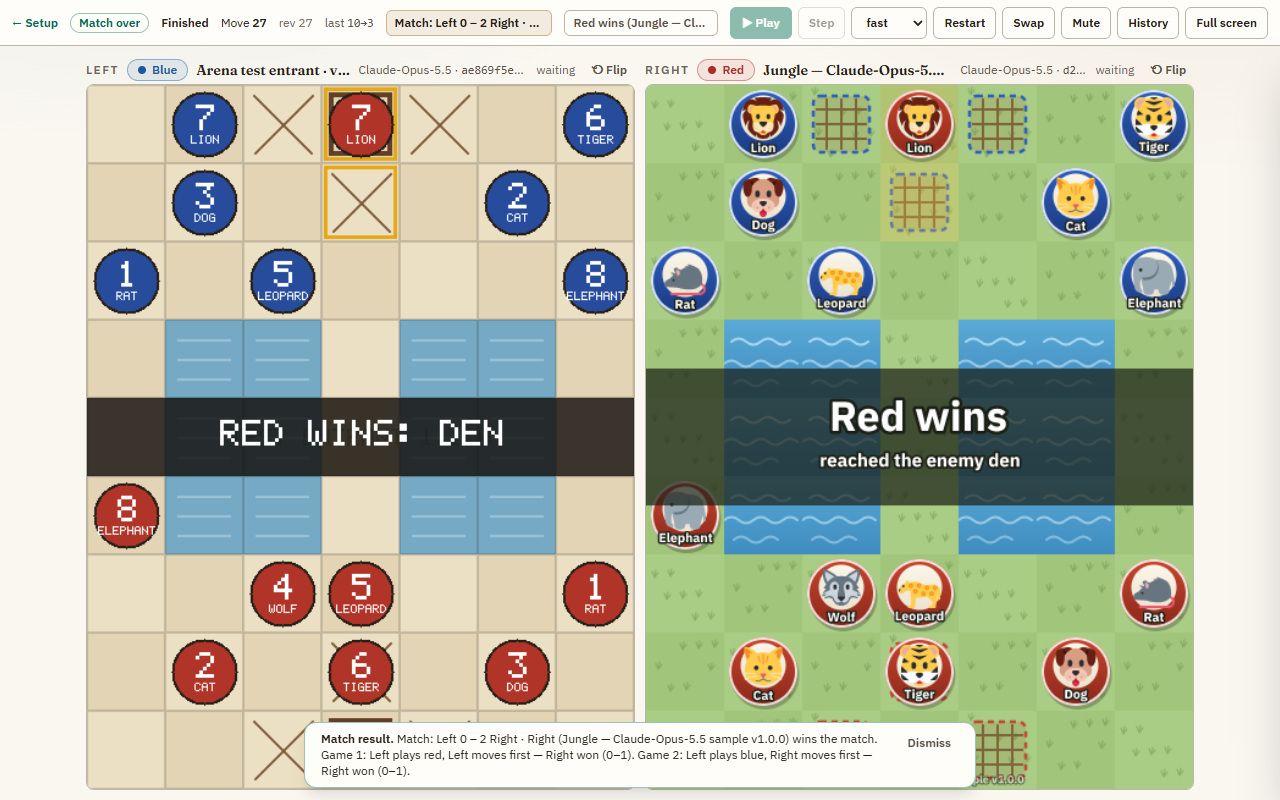 ← Setup
Match over
Finished
Move 27
rev 27
last 10→3
Match: Left 0 – 2 Right · ...
Red wins (Jungle — Cl...
▶ Play
Step
fast
Restart
Swap
Mute
History
Full screen
LEFT
Blue
Arena test entrant · v...
Claude-Opus-5.5 · ae869f5e...
waiting
Flip
RIGHT
Red
Jungle — Claude-Opus-5....
Claude-Opus-5.5 · d2...
waiting
Flip
7 LION
7 LION
6 TIGER
3 DOG
2 CAT
1 RAT
5 LEOPARD
8 ELEPHANT
RED WINS: DEN
8 ELEPHANT
4 WOLF
5 LEOPARD
1 RAT
2 CAT
6 TIGER
3 DOG
Lion
Lion
Tiger
Dog
Cat
Rat
Leopard
Elephant
Red wins
reached the enemy den
Elephant
Wolf
Leopard
Rat
Cat
Tiger
Dog
Match result. Match: Left 0 – 2 Right · Right (Jungle — Claude-Opus-5.5 sample v1.0.0) wins the match.
Game 1: Left plays red, Left moves first — Right won (0–1). Game 2: Left plays blue, Right moves first —
Right won (0–1).
Dismiss